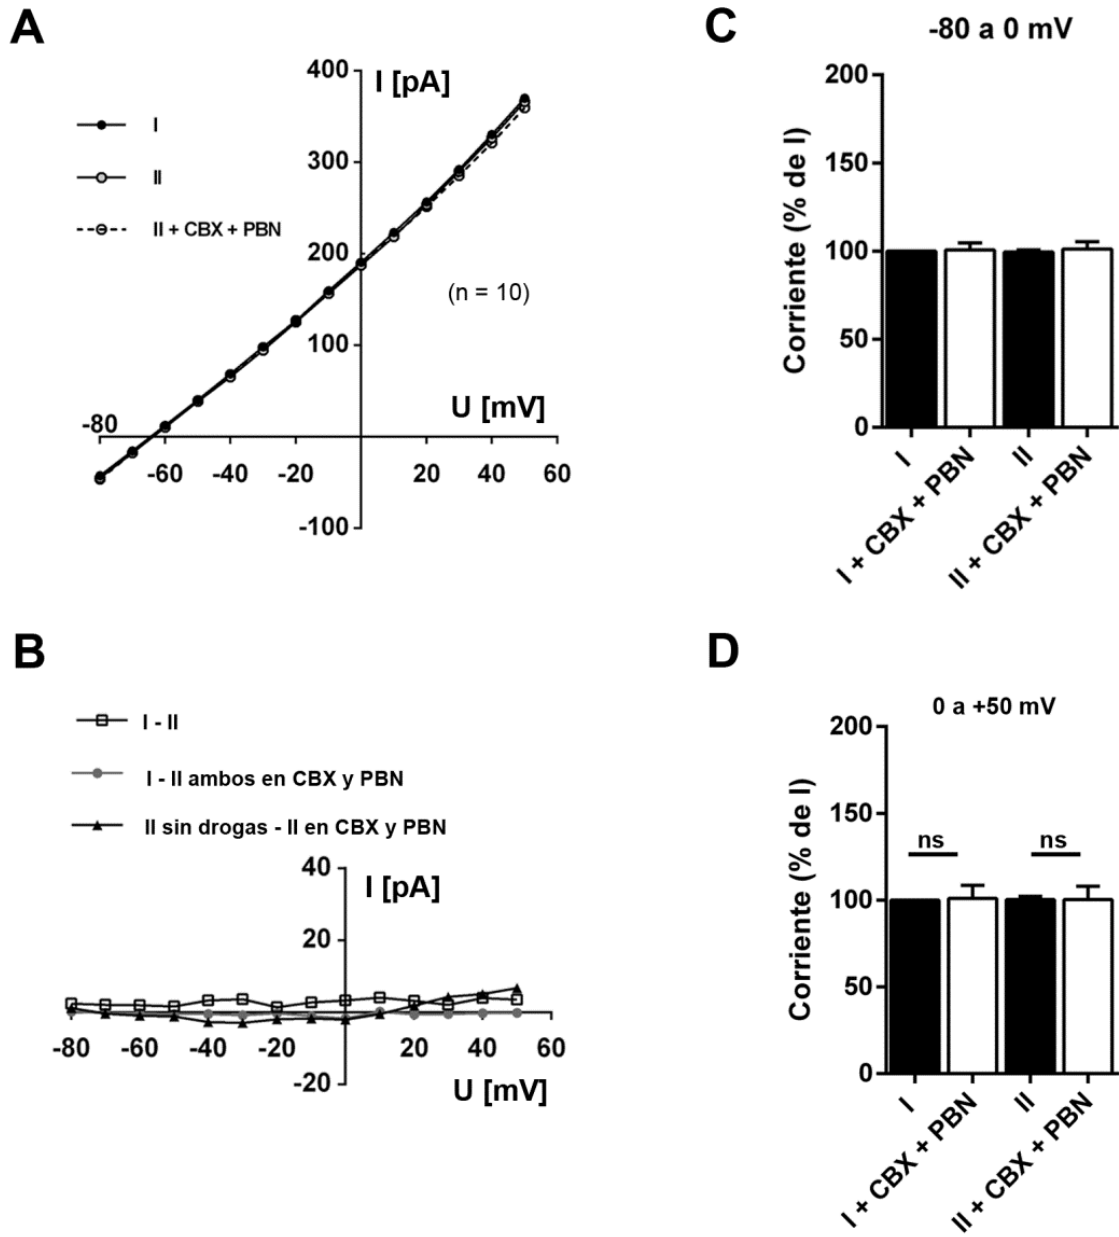 A
I [pA]
400
300
200
100
-100
I
II
II + CBX + PBN
(n = 10)
U [mV]
-80
-60
-40
-20
20
40
60
B
I - II
I - II ambos en CBX y PBN
II sin drogas - II en CBX y PBN
I [pA]
40
20
-20
-80
-60
-40
-20
20
40
60
U [mV]
C
-80 a 0 mV
Corriente (% de I)
200
150
100
50
0
I
I + CBX + PBN
II
II + CBX + PBN
D
0 a +50 mV
Corriente (% de I)
200
150
100
50
0
ns
ns
I
I + CBX + PBN
II
II + CBX + PBN